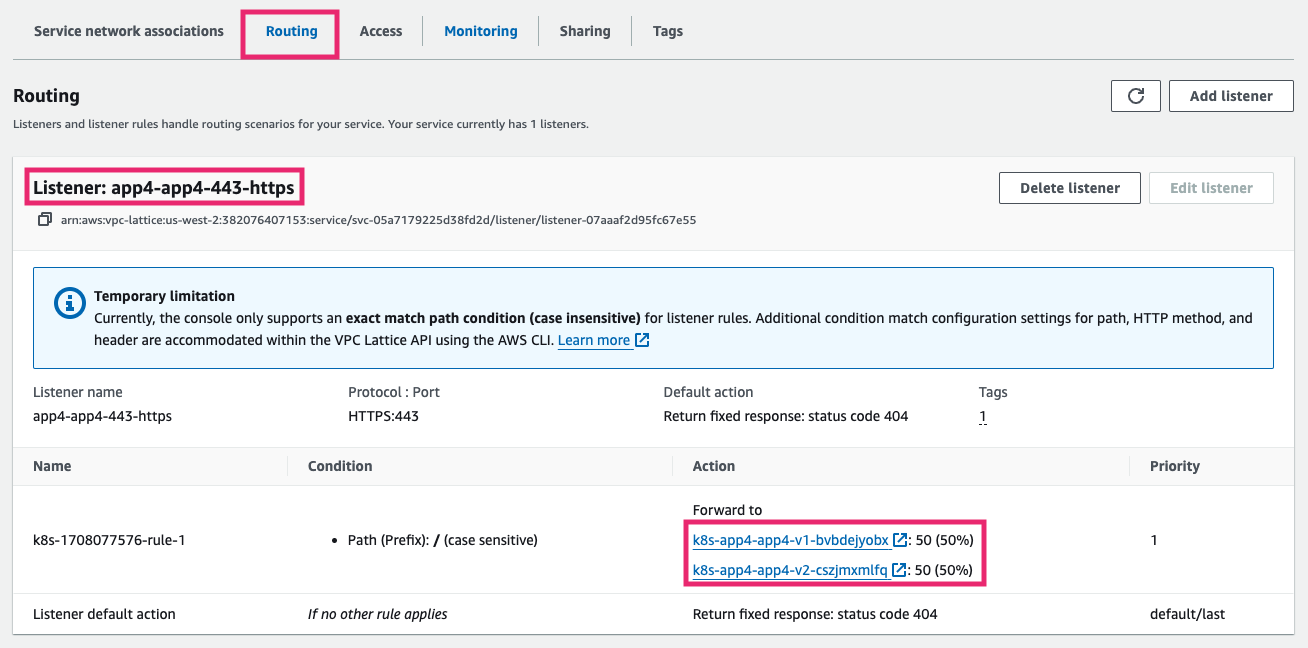 Service network associations
Routing
Access
Monitoring
Sharing
Tags
Routing
Add listener
Listeners and listener rules handle routing scenarios for your service. Your service currently has 1 listeners.
Listener: app4-app4-443-https
Delete listener
Edit listener
arn:aws:vpc-lattice:us-west-2:382076407153:service/svc-05a7179225d38fd2d/listener/listener-07aaaf2d95fc67e55
Temporary limitation
Currently, the console only supports an exact match path condition (case insensitive) for listener rules. Additional condition match configuration settings for path, HTTP method, and
header are accommodated within the VPC Lattice API using the AWS CLI. Learn more
Listener name
Protocol : Port
Default action
Tags
app4-app4-443-https
HTTPS:443
Return fixed response: status code 404
1
Name
Condition
Action
Priority
Forward to
k8s-1708077576-rule-1
• Path (Prefix): / (case sensitive)
k8s-app4-app4-v1-bvbdejyobx : 50 (50%)
1
k8s-app4-app4-v2-cszjmxmlfq : 50 (50%)
Listener default action
If no other rule applies
Return fixed response: status code 404
default/last